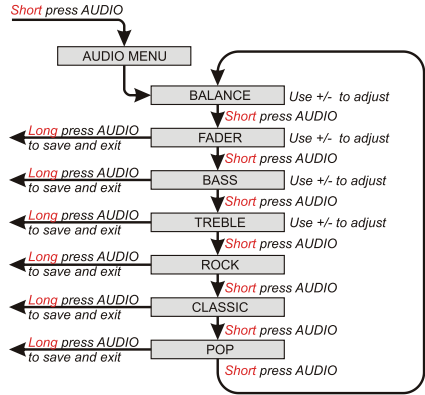 Short press AUDIO
AUDIO MENU
BALANCE Use +/- to adjust
Short press AUDIO
Long press AUDIO
to save and exit
FADER Use +/- to adjust
Short press AUDIO
Long press AUDIO
to save and exit
BASS Use +/- to adjust
Short press AUDIO
Long press AUDIO
to save and exit
TREBLE Use +/- to adjust
Short press AUDIO
Long press AUDIO
to save and exit
ROCK
Short press AUDIO
Long press AUDIO
to save and exit
CLASSIC
Short press AUDIO
Long press AUDIO
to save and exit
POP
Short press AUDIO